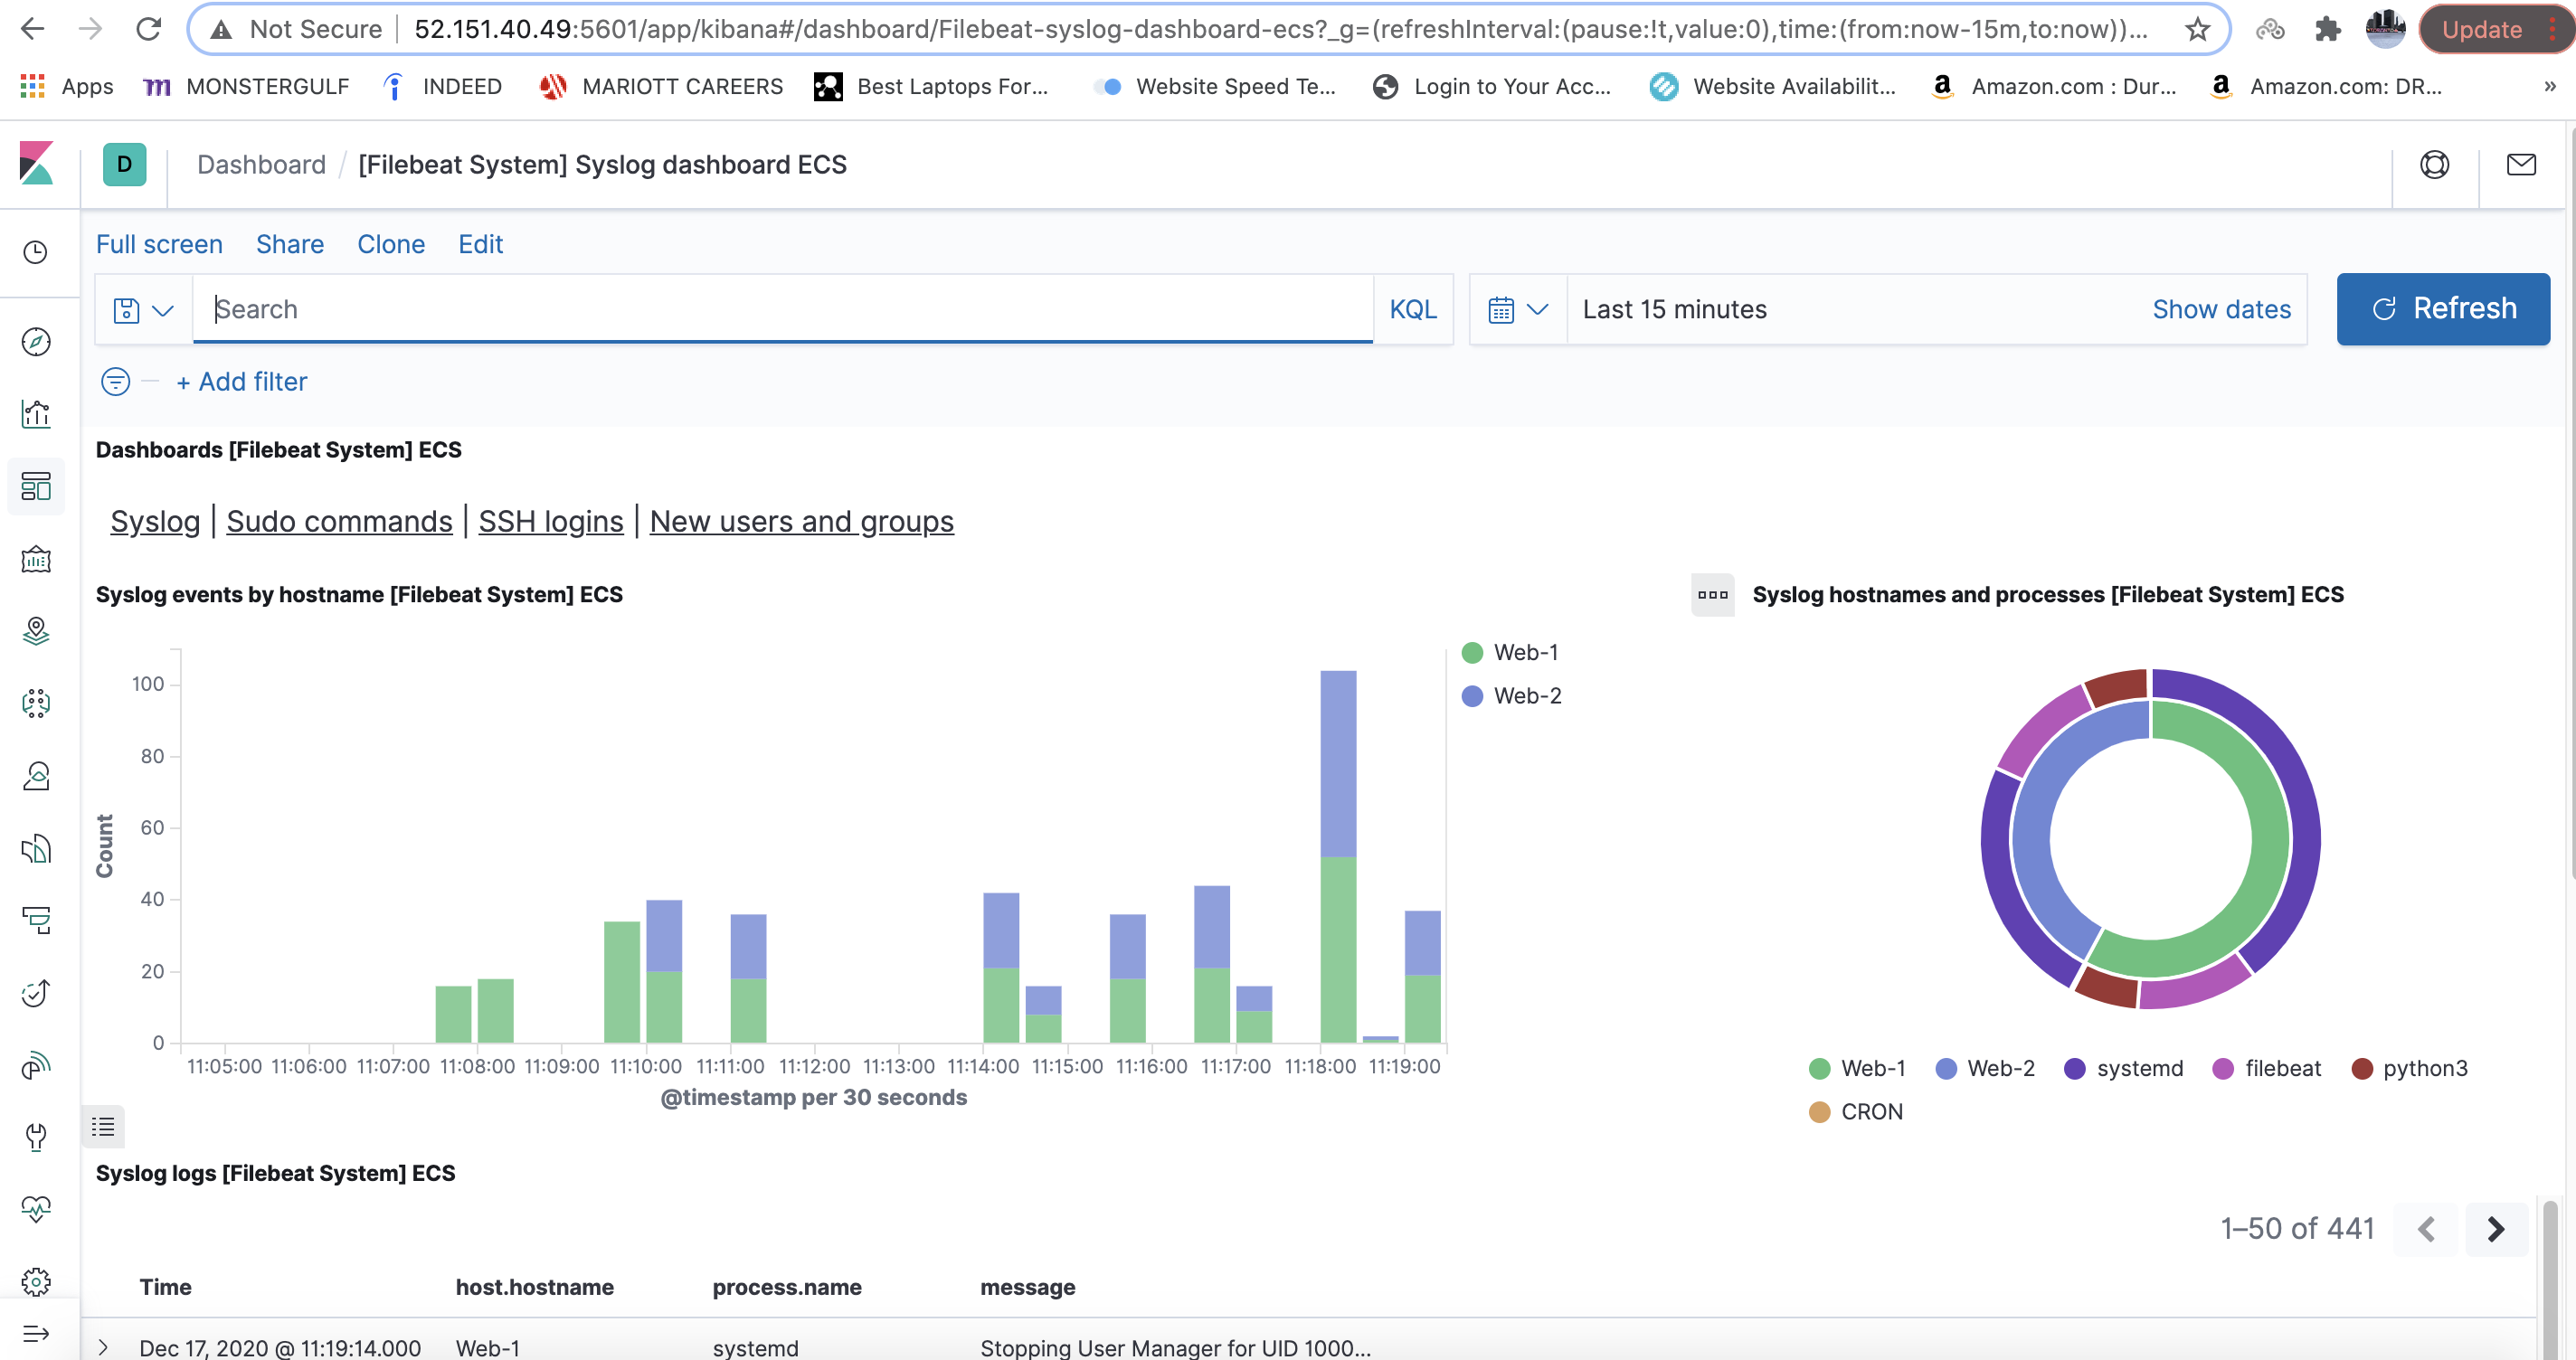 Not Secure 52.151.40.49:5601/app/kibana#/dashboard/Filebeat-syslog-dashboard-ecs?_g=(refreshInterval:(pause:!t,value:0),time:(from:now-15m,to:now))... Update
Apps MONSTERGULF INDEED MARIOTT CAREERS Best Laptops For... Website Speed Te... Login to Your Acc... Website Availabilit... Amazon.com : Dur... Amazon.com: DR... »
D Dashboard / [Filebeat System] Syslog dashboard ECS
Full screen Share Clone Edit
Search KQL Last 15 minutes Show dates Refresh
+ Add filter
Dashboards [Filebeat System] ECS
Syslog | Sudo commands | SSH logins | New users and groups
Syslog events by hostname [Filebeat System] ECS
Web-1
Web-2
100
80
60
40
20
0
Count
11:05:00 11:06:00 11:07:00 11:08:00 11:09:00 11:10:00 11:11:00 11:12:00 11:13:00 11:14:00 11:15:00 11:16:00 11:17:00 11:18:00 11:19:00
@timestamp per 30 seconds
Syslog hostnames and processes [Filebeat System] ECS
Web-1 Web-2 systemd filebeat python3
CRON
Syslog logs [Filebeat System] ECS
1–50 of 441
Time host.hostname process.name message
Dec 17, 2020 @ 11:19:14.000 Web-1 systemd Stopping User Manager for UID 1000...